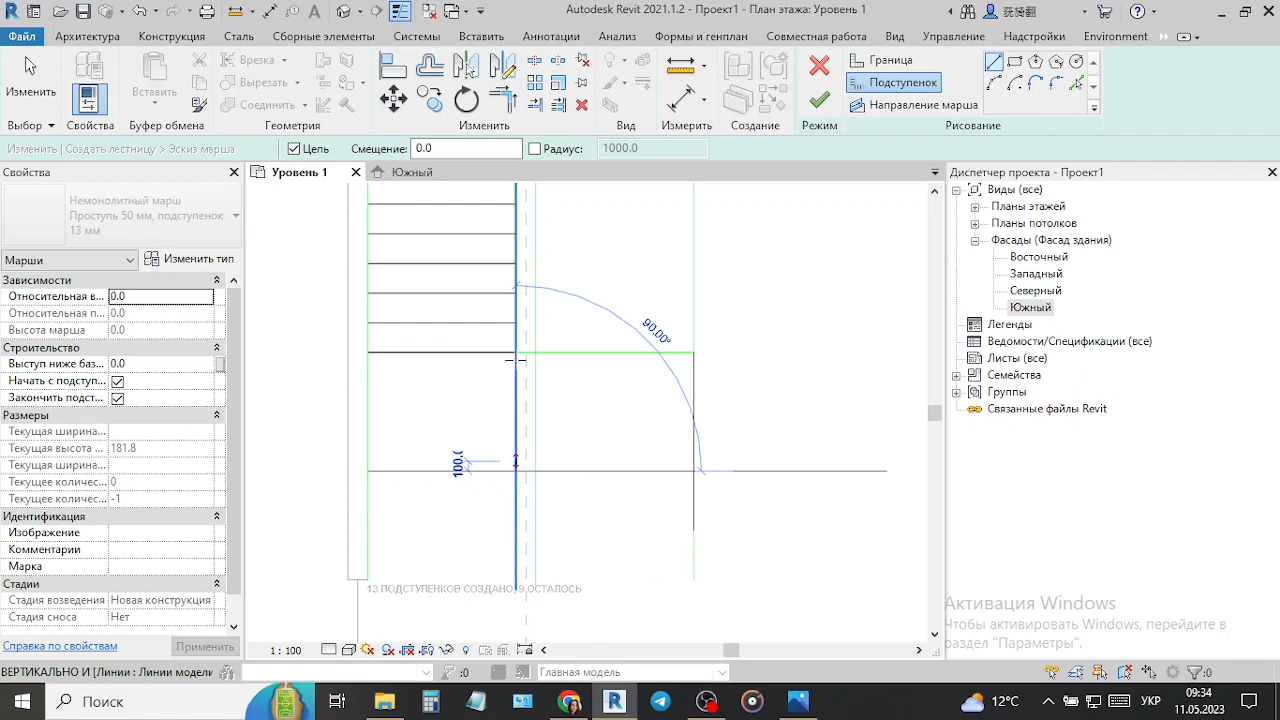 Autodesk Revit 2021.1.2 - Проект1 - План этажа: Уровень 1
Файл Архитектура Конструкция Сталь Сборные элементы Системы Вставить Аннотации Анализ Формы и генплан Совместная работа Вид Управление Надстройки Environment
Изменить
Вставить
Врезка
Вырезать
Соединить
Граница
Подступенок
Направление марша
Выбор Свойства Буфер обмена Геометрия Изменить Вид Измерить Создание Режим Рисование
Изменить | Создать лестницу > Эскиз марша
Цепь
Смещение: 0.0
Радиус: 1000.0
Свойства
Немонолитный марш
Проступь 50 мм, подступенок
13 мм
Марши
Изменить тип
Зависимости
Относительная в... 0.0
Относительная п... 0.0
Высота марша 0.0
Строительство
Выступ ниже баз... 0.0
Начать с подступ...
Закончить подст...
Размеры
Текущая ширина...
Текущая высота ... 181.8
Текущая ширина...
Текущее количес... 0
Текущее количес... -1
Идентификация
Изображение
Комментарии
Марка
Стадии
Стадия возведения Новая конструкция
Стадия сноса Нет
Справка по свойствам
Применить
Уровень 1
Южный
90.00°
13 ПОДСТУПЕНКОВ СОЗДАНО, 9 ОСТАЛОСЬ
1 : 100
Диспетчер проекта - Проект1
Виды (все)
Планы этажей
Планы потолков
Фасады (Фасад здания)
Восточный
Западный
Северный
Южный
Легенды
Ведомости/Спецификации (все)
Листы (все)
Семейства
Группы
Связанные файлы Revit
Активация Windows
Чтобы активировать Windows, перейдите в
раздел "Параметры".
ВЕРТИКАЛЬНО И [Линии : Линии модел
:0
Главная модель
:0
Поиск
12°C
УКР
09:34
11.05.2023